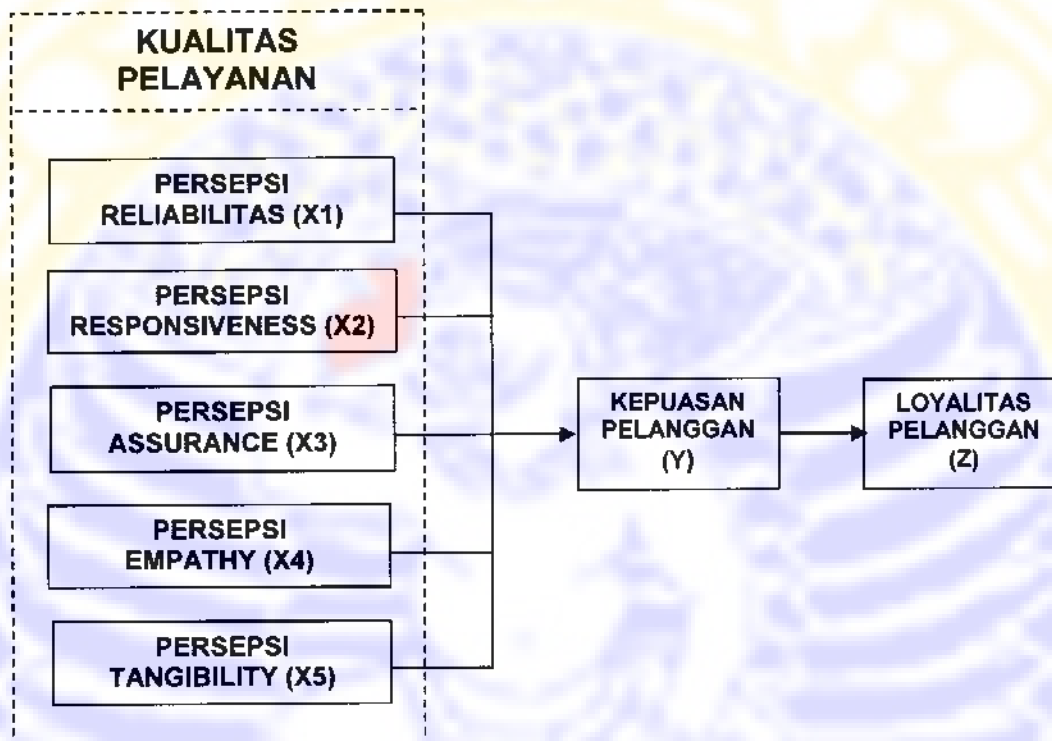 KUALITAS
PELAYANAN
PERSEPSI
RELIABILITAS (X1)
PERSEPSI
RESPONSIVENESS (X2)
PERSEPSI
ASSURANCE (X3)
PERSEPSI
EMPATHY (X4)
PERSEPSI
TANGIBILITY (X5)
KEPUASAN
PELANGGAN
(Y)
LOYALITAS
PELANGGAN
(Z)